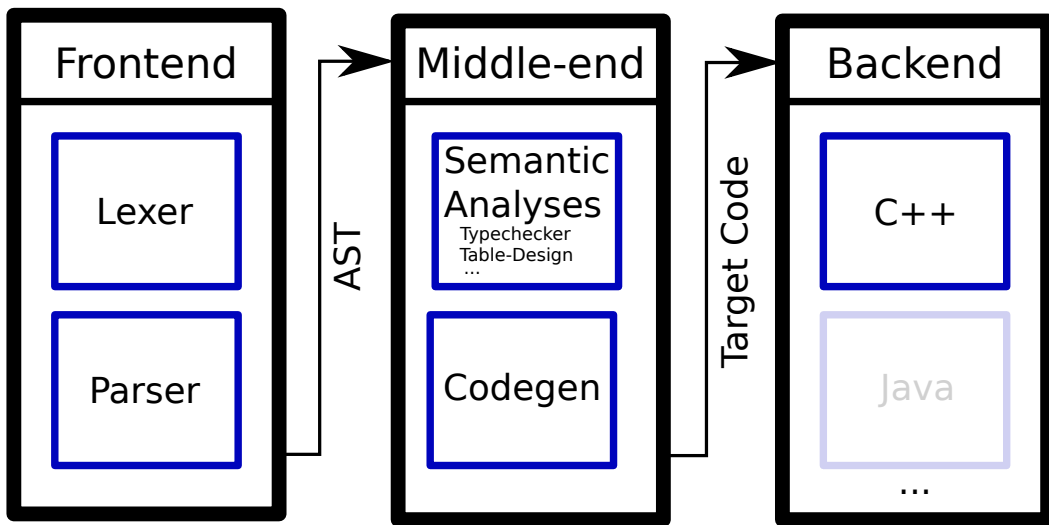 Frontend
Lexer
Parser
AST
Middle-end
Semantic
Analyses
Typechecker
Table-Design
...
Codegen
Target Code
Backend
C++
Java
...